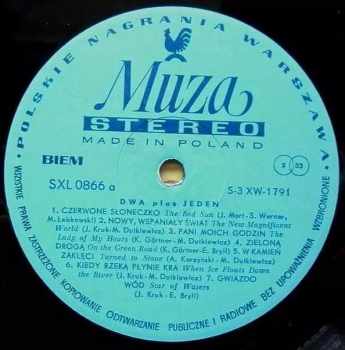 · POLSKIE NAGRANIA WARSZAWA ·
Muza
STEREO
MADE IN POLAND
BIEM
S 33
SXL 0866 a
S-3 XW-1791
DWA plus JEDEN
1. CZERWONE SŁONECZKO The Red Sun (J. Mort-S. Werner,
M. Łebkowski) 2. NOWY, WSPANIAŁY ŚWIAT The New Magnificent
World (J. Kruk-M. Dutkiewicz) 3. PANI MOICH GODZIN The
Lady of My Hours (K. Gärtner-M. Dutkiewicz) 4. ZIELONĄ
DROGĄ On the Green Road (K. Gärtner-E. Bryll) 5. W KAMIEŃ
ZAKLĘCI Turned to Stone (A. Korzyński-M. Dutkiewicz)
6. KIEDY RZEKĄ PŁYNIE KRA When Ice Floats Down
the River (J. Kruk-M. Dutkiewicz) 7. GWIAZDO
WÓD Star of Waters
(J. Kruk-E. Bryll)
WSZYSTKIE PRAWA ZASTRZEŻONE KOPIOWANIE ODTWARZANIE PUBLICZNE I RADIOWE BEZ UPOWAŻNIENIA WZBRONIONE